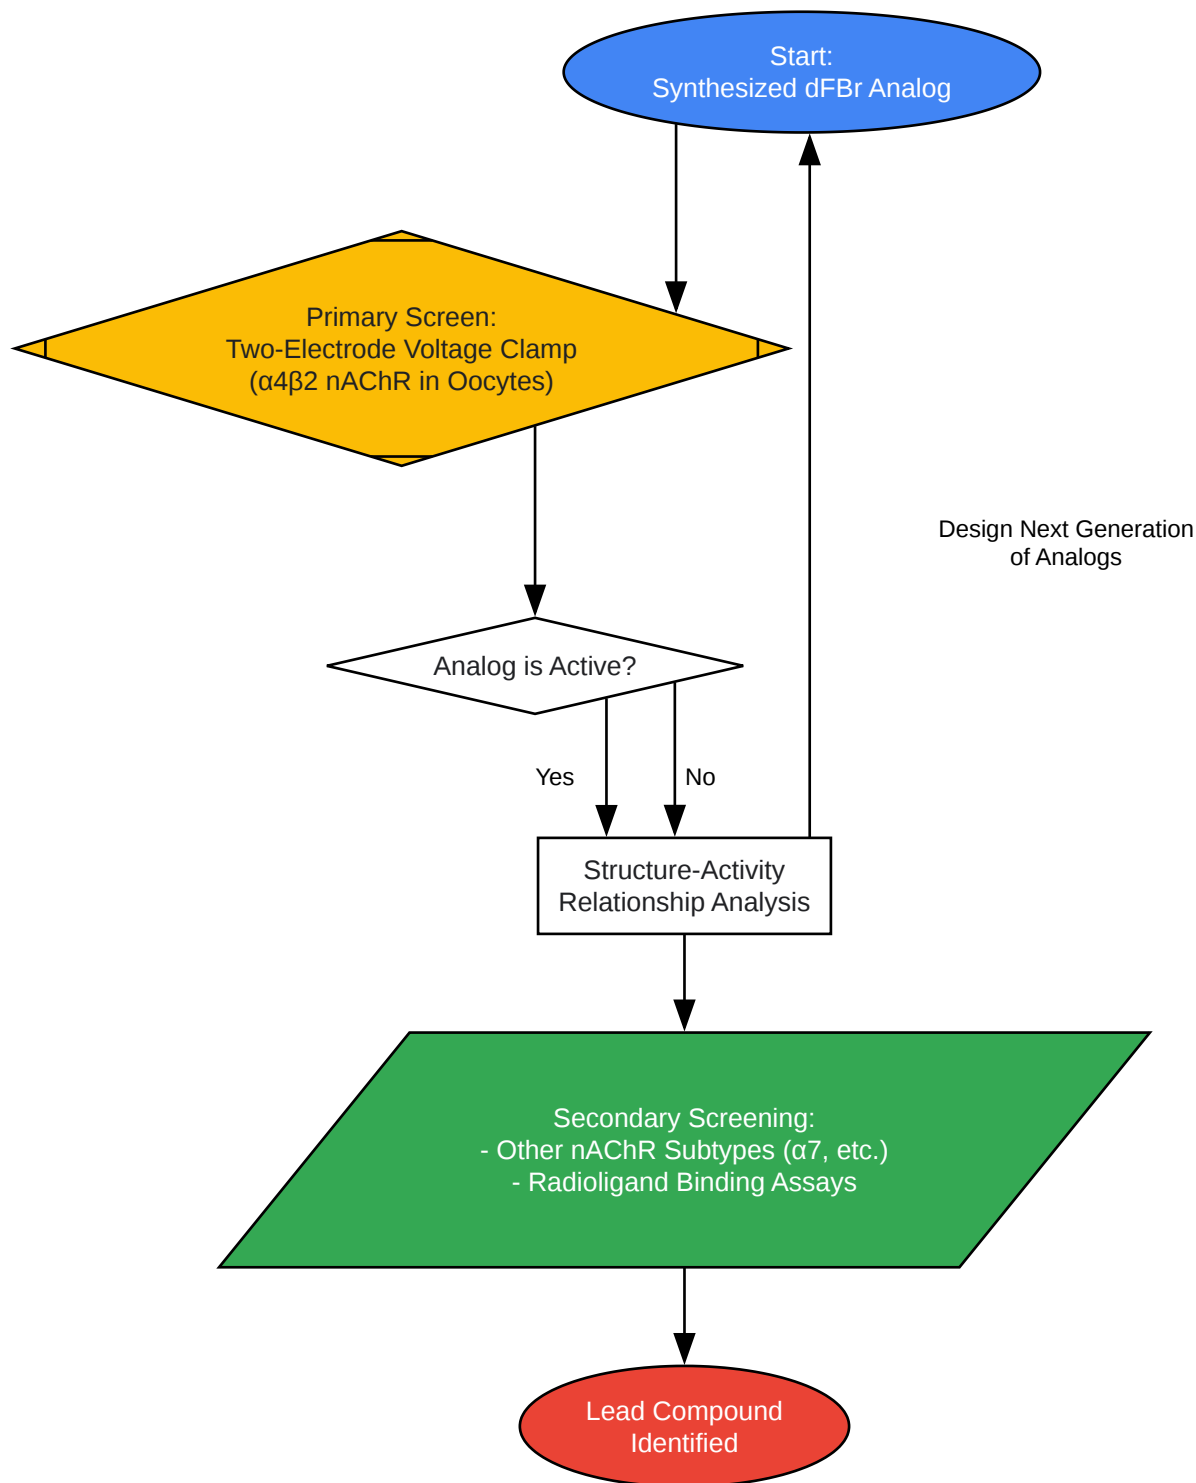 Start:
Synthesized dFBr Analog
Primary Screen:
Two-Electrode Voltage Clamp
(α4β2 nAChR in Oocytes)
Design Next Generation
of Analogs
Analog is Active?
Yes
No
Structure-Activity
Relationship Analysis
Secondary Screening:
- Other nAChR Subtypes (α7, etc.)
- Radioligand Binding Assays
Lead Compound
Identified